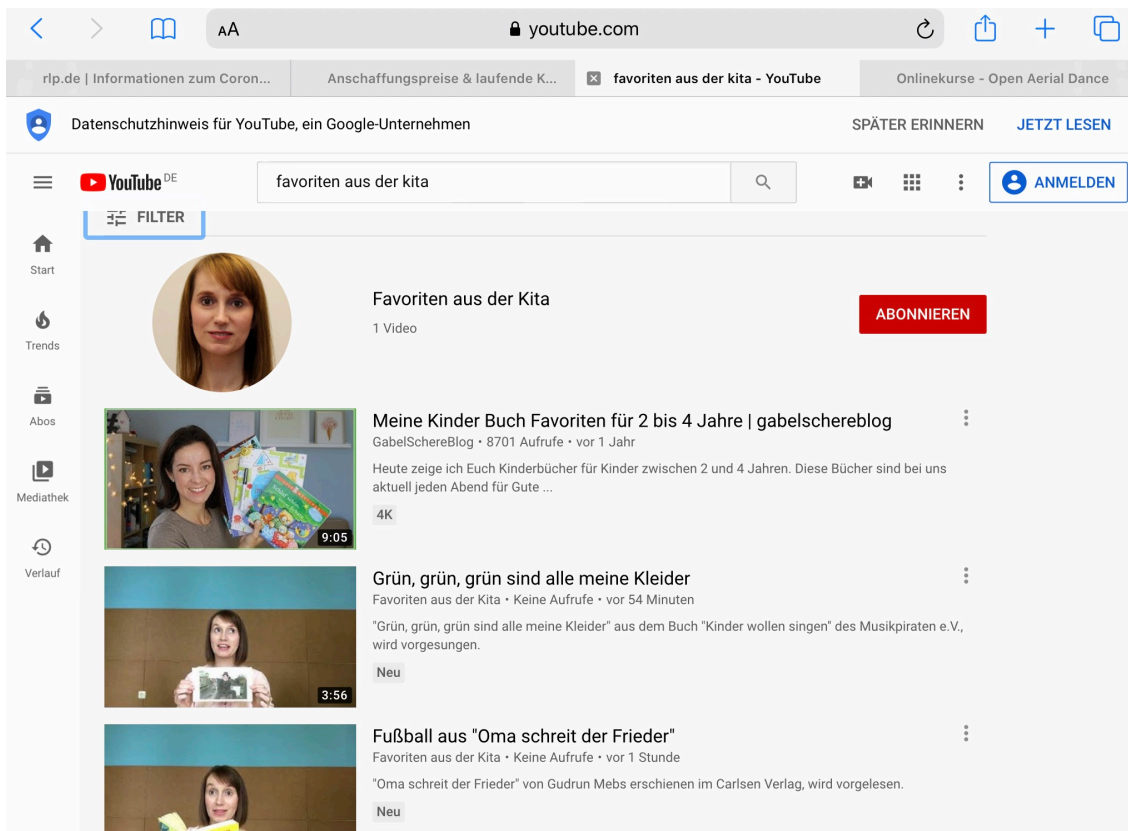 AA
youtube.com
rlp.de | Informationen zum Coron...
Anschaffungspreise & laufende K...
favoriten aus der kita - YouTube
Onlinekurse - Open Aerial Dance
Datenschutzhinweis für YouTube, ein Google-Unternehmen
SPÄTER ERINNERN
JETZT LESEN
YouTube DE
favoriten aus der kita
ANMELDEN
FILTER
Start
Trends
Abos
Mediathek
Verlauf
Favoriten aus der Kita
1 Video
ABONNIEREN
9:05
Meine Kinder Buch Favoriten für 2 bis 4 Jahre | gabelschereblog
GabelSchereBlog • 8701 Aufrufe • vor 1 Jahr
Heute zeige ich Euch Kinderbücher für Kinder zwischen 2 und 4 Jahren. Diese Bücher sind bei uns
aktuell jeden Abend für Gute ...
4K
3:56
Grün, grün, grün sind alle meine Kleider
Favoriten aus der Kita • Keine Aufrufe • vor 54 Minuten
"Grün, grün, grün sind alle meine Kleider" aus dem Buch "Kinder wollen singen" des Musikpiraten e.V.,
wird vorgesungen.
Neu
Fußball aus "Oma schreit der Frieder"
Favoriten aus der Kita • Keine Aufrufe • vor 1 Stunde
"Oma schreit der Frieder" von Gudrun Mebs erschienen im Carlsen Verlag, wird vorgelesen.
Neu